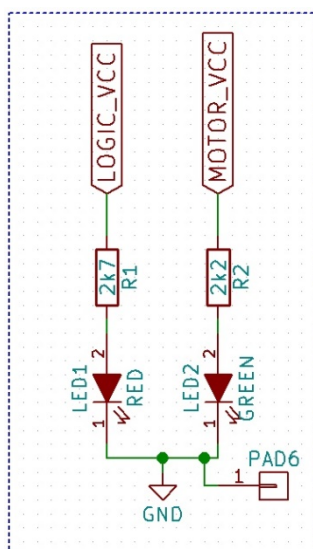 LOGIC_VCC
MOTOR_VCC
2k7
R1
2k2
R2
2
LED1
RED
1
2
LED2
GREEN
1
PAD6
1
GND